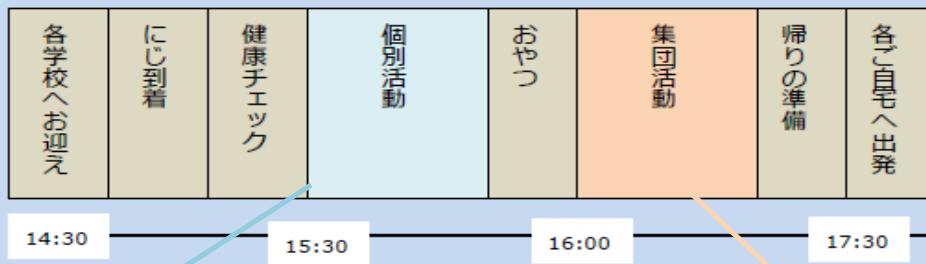 各学校へお迎え
にじ到着
健康チェック
個別活動
おやつ
集団活動
帰りの準備
各ご自宅へ出発
14:30
15:30
16:00
17:30